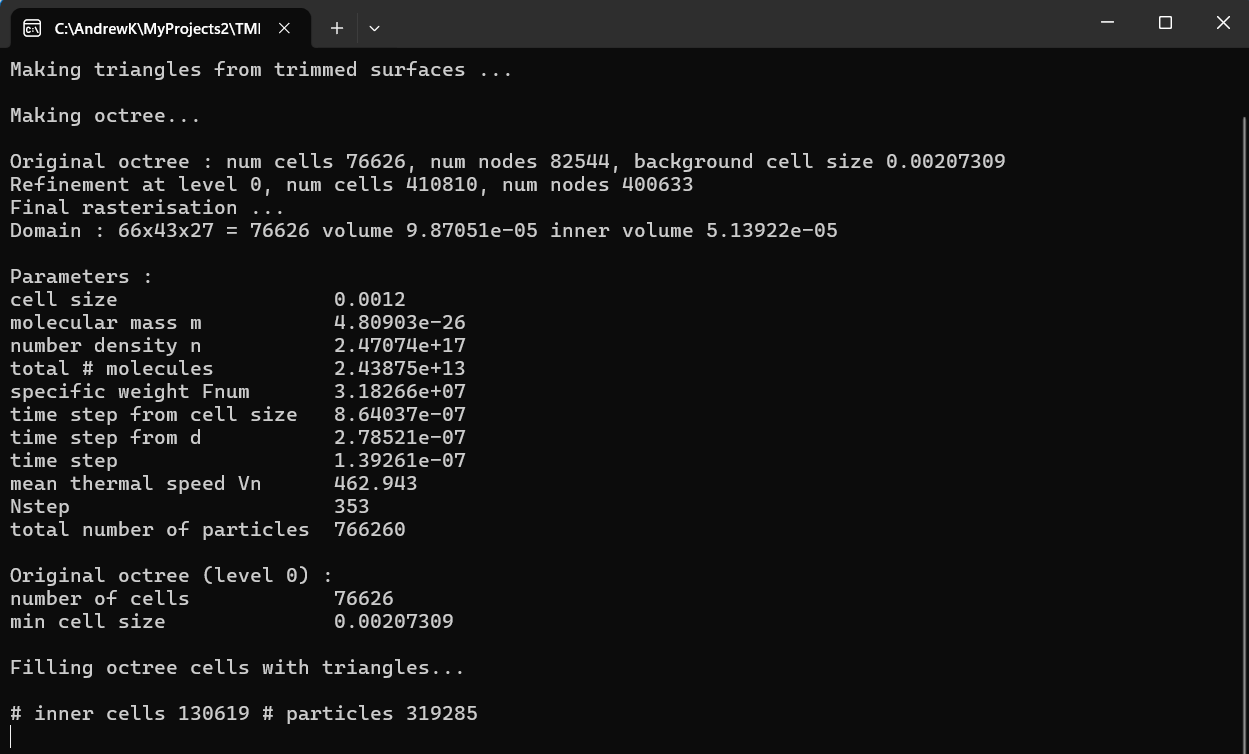 C:\AndrewK\MyProjects2\TMI
Making triangles from trimmed surfaces ...
Making octree...
Original octree : num cells 76626, num nodes 82544, background cell size 0.00207309
Refinement at level 0, num cells 410810, num nodes 400633
Final rasterisation ...
Domain : 66x43x27 = 76626 volume 9.87051e-05 inner volume 5.13922e-05
Parameters :
cell size 0.0012
molecular mass m 4.80903e-26
number density n 2.47074e+17
total # molecules 2.43875e+13
specific weight Fnum 3.18266e+07
time step from cell size 8.64037e-07
time step from d 2.78521e-07
time step 1.39261e-07
mean thermal speed Vn 462.943
Nstep 353
total number of particles 766260
Original octree (level 0) :
number of cells 76626
min cell size 0.00207309
Filling octree cells with triangles...
# inner cells 130619 # particles 319285